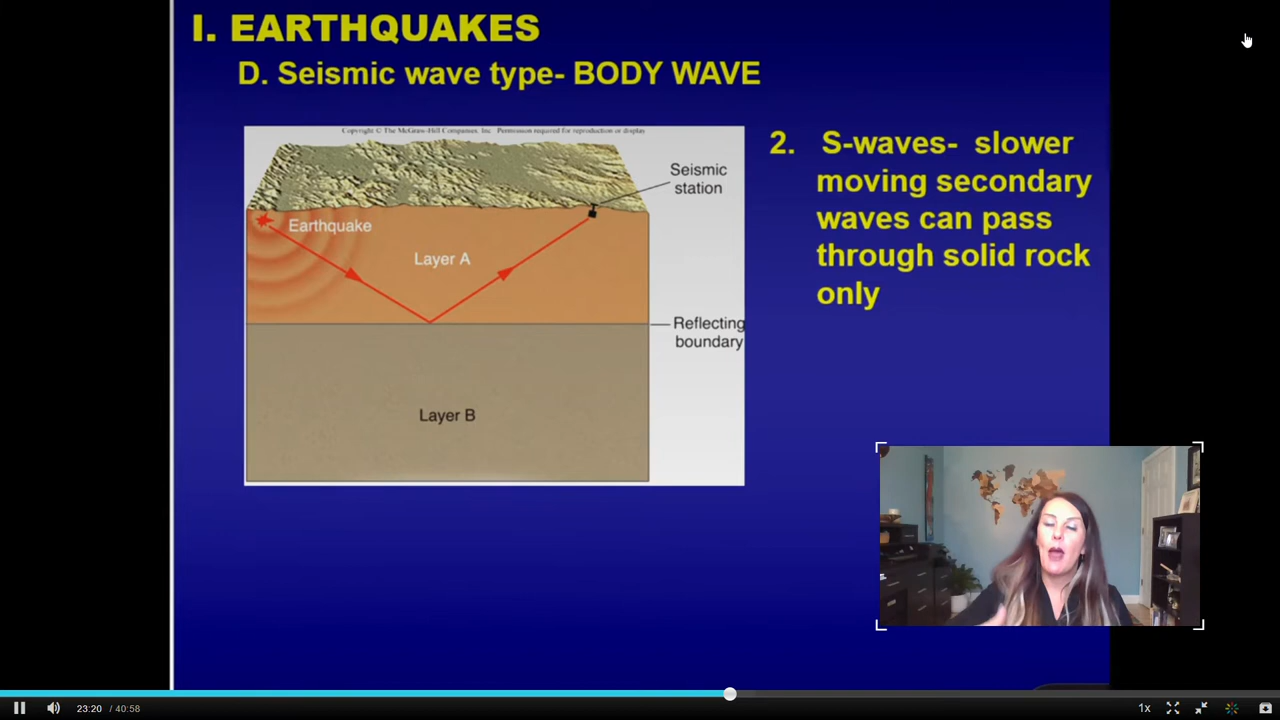 I. EARTHQUAKES
D. Seismic wave type- BODY WAVE
Copyright © The McGraw-Hill Companies, Inc. Permission required for reproduction or display
Seismic
station
Earthquake
Layer A
Reflecting
boundary
Layer B
2. S-waves- slower
moving secondary
waves can pass
through solid rock
only
23:20 / 40:58
1x